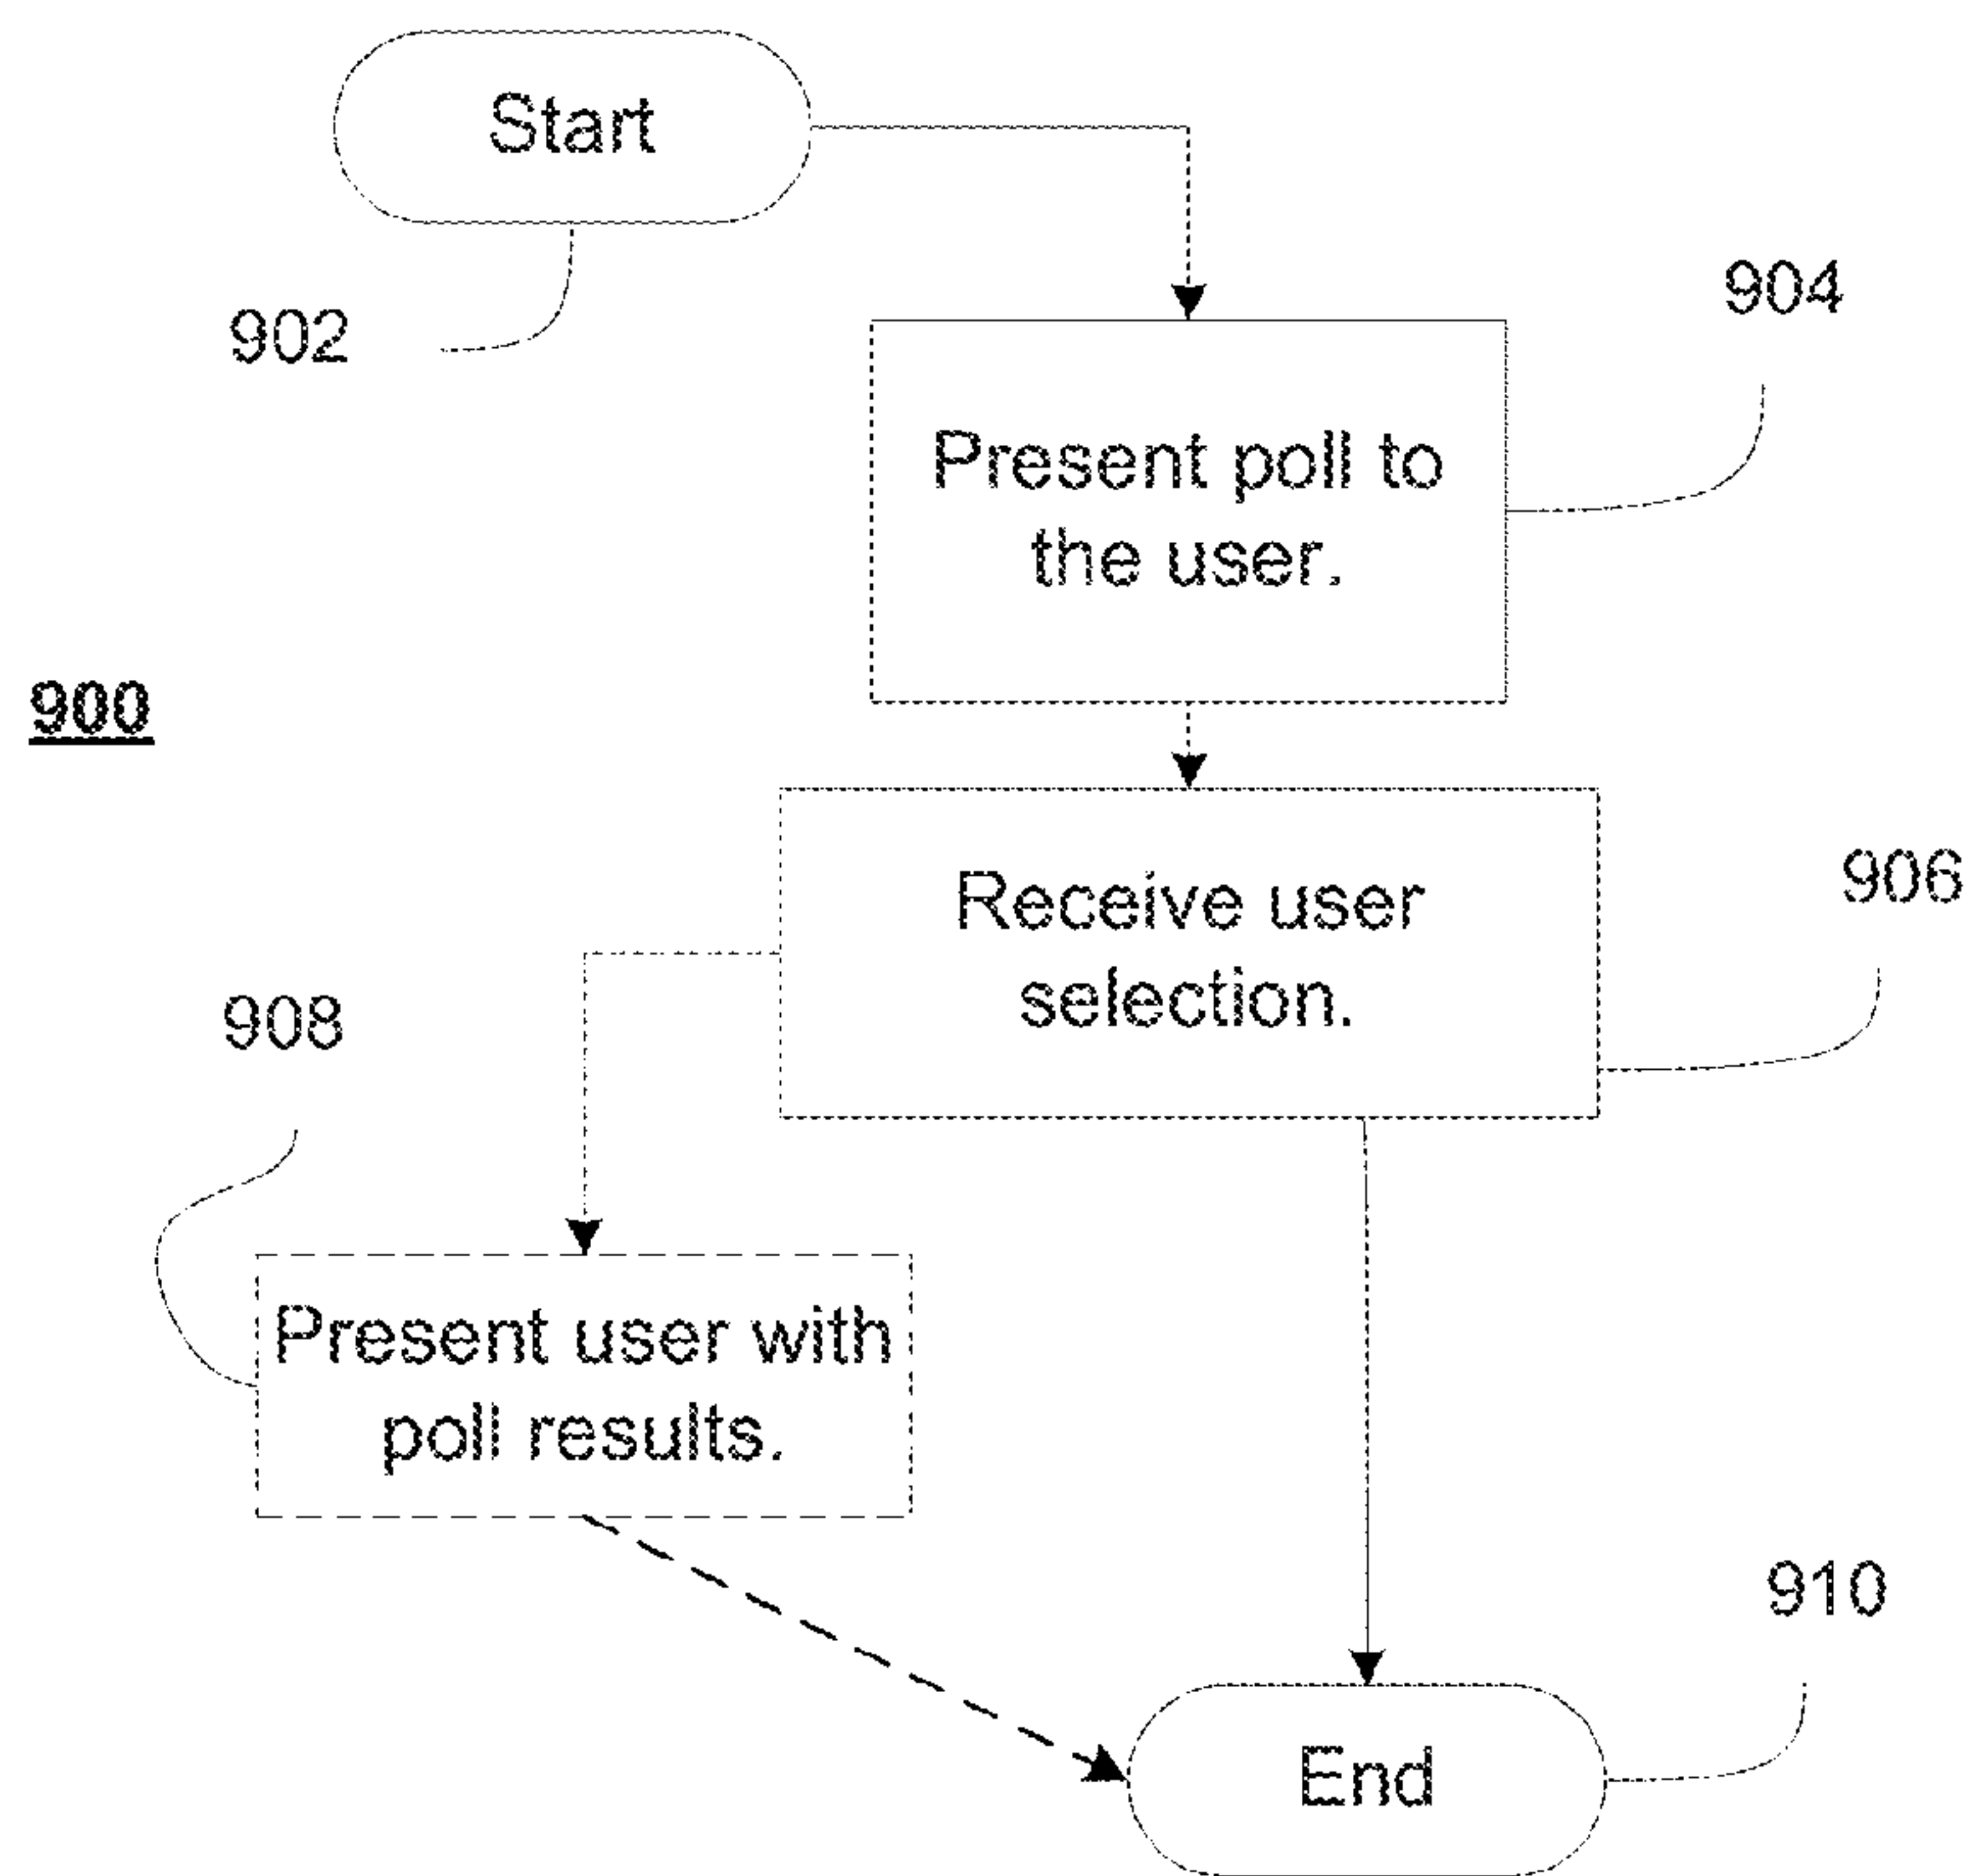 Start
902
904
Present poll to
the user.
900
Receive user
selection.
906
908
Present user with
poll results.
910
End